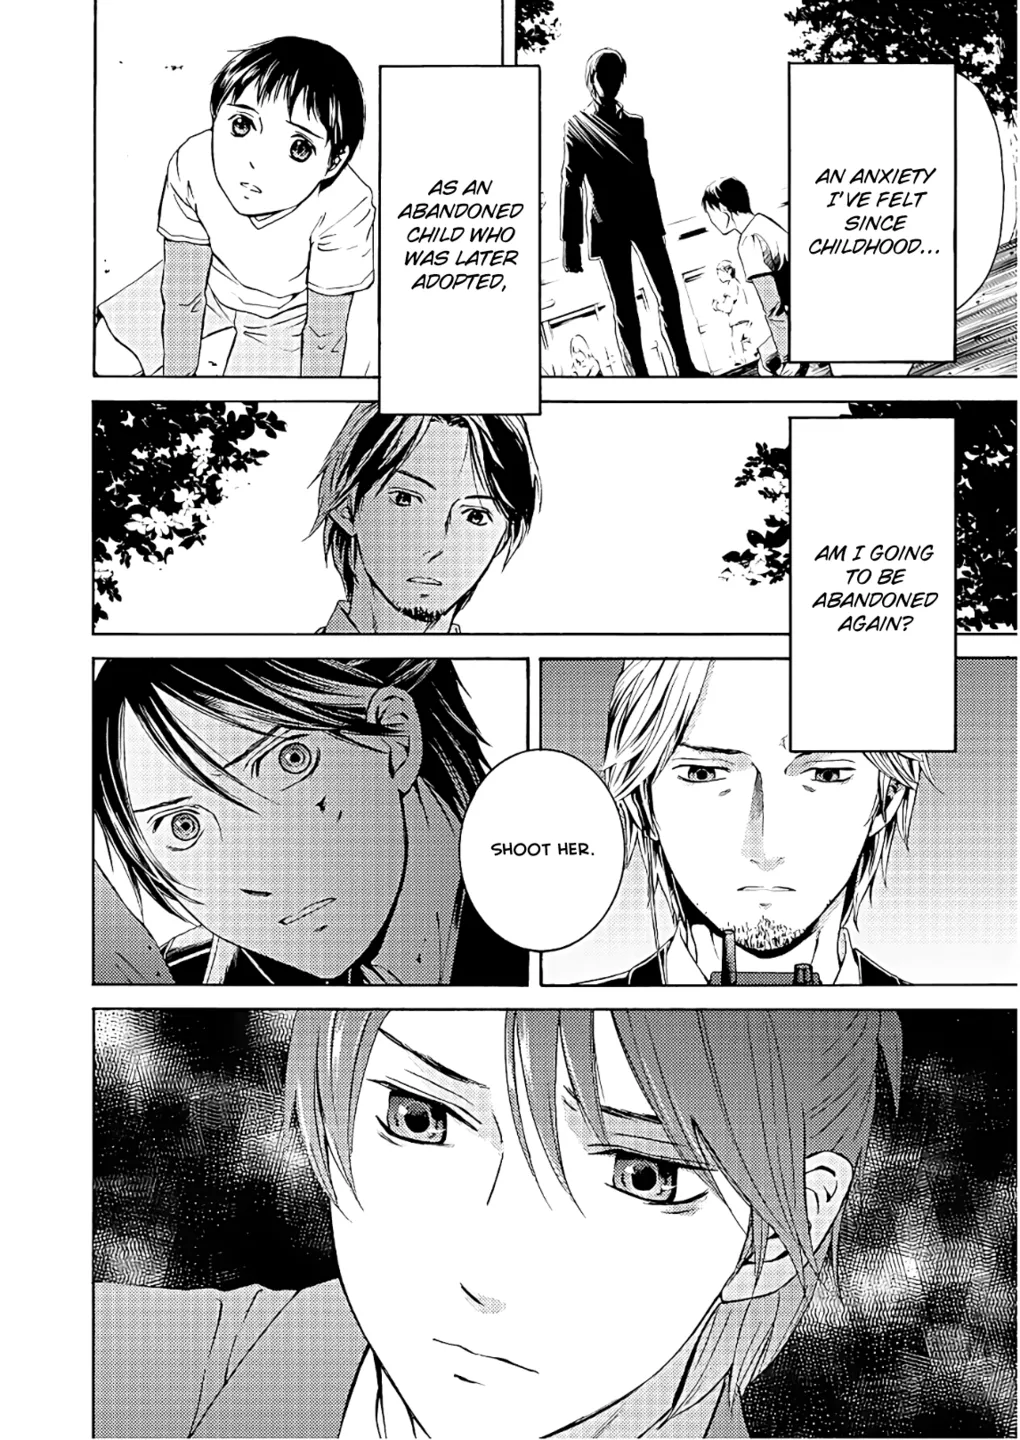 AN ANXIETY
I'VE FELT
SINCE
CHILDHOOD...
AS AN
ABANDONED
CHILD WHO
WAS LATER
ADOPTED,
AM I GOING
TO BE
ABANDONED
AGAIN?
SHOOT HER.